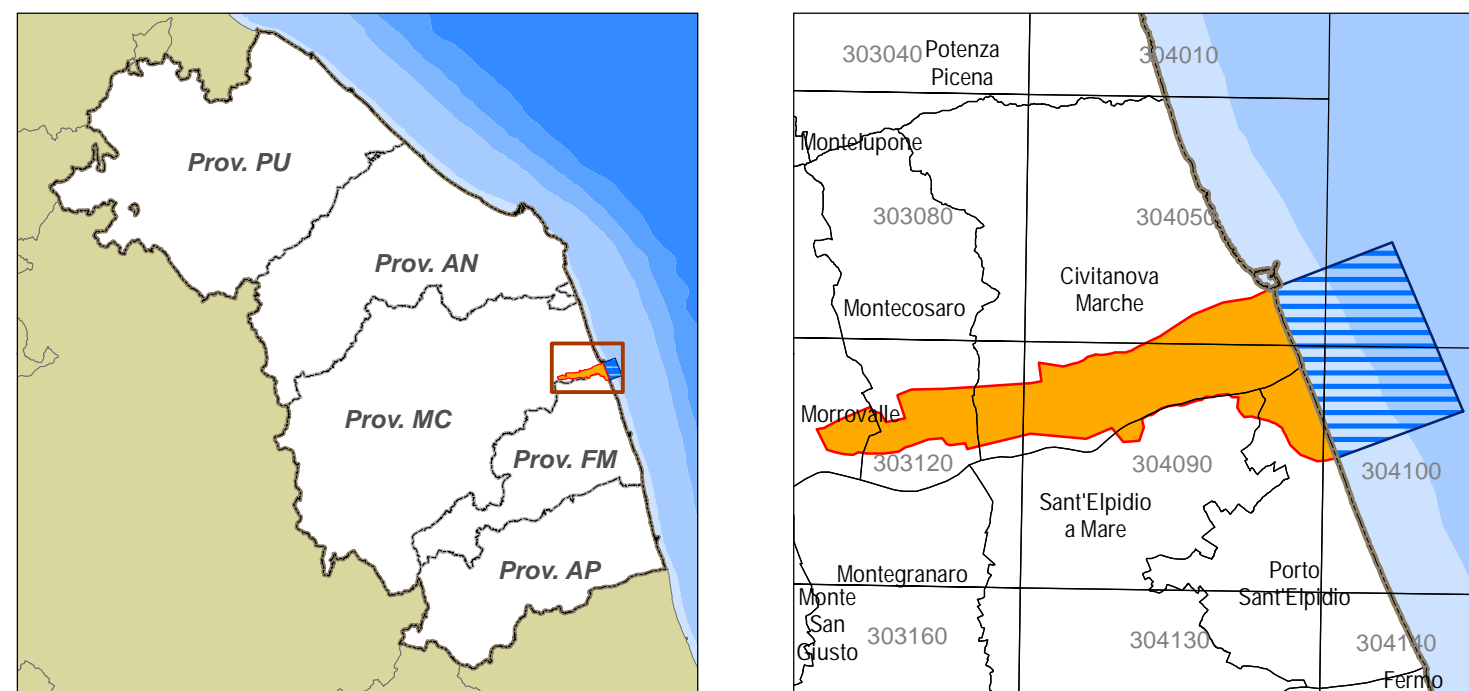 Prov. PU
Prov. AN
Prov. MC
Prov. FM
Prov. AP
303040
Potenza
Picena
304010
Montelupone
303080
304050
Civitanova
Marche
Montecosaro
Morrovalle
303120
304090
304100
Sant'Elpidio
a Mare
Montegranaro
Porto
Sant'Elpidio
Monte
San
Giusto
303160
304130
304140
Fermo